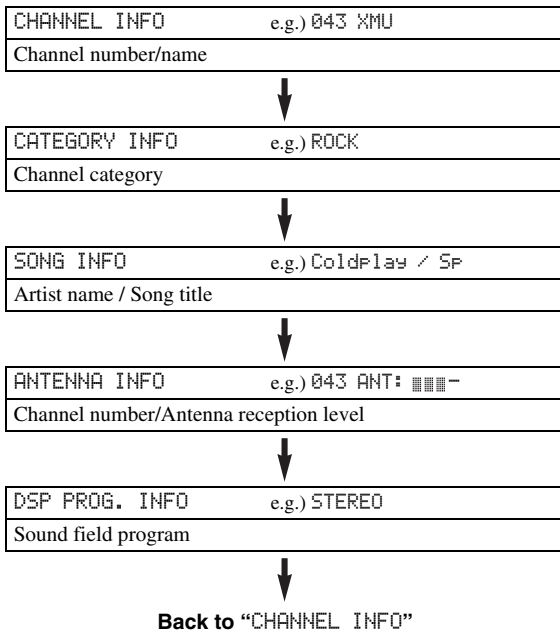 CHANNEL INFO e.g.) 043 XMU
Channel number/name
CATEGORY INFO e.g.) ROCK
Channel category
SONG INFO e.g.) Coldplay / Sp
Artist name / Song title
ANTENNA INFO e.g.) 043 ANT: ▒▒▒-
Channel number/Antenna reception level
DSP PROG. INFO e.g.) STEREO
Sound field program
Back to “CHANNEL INFO”